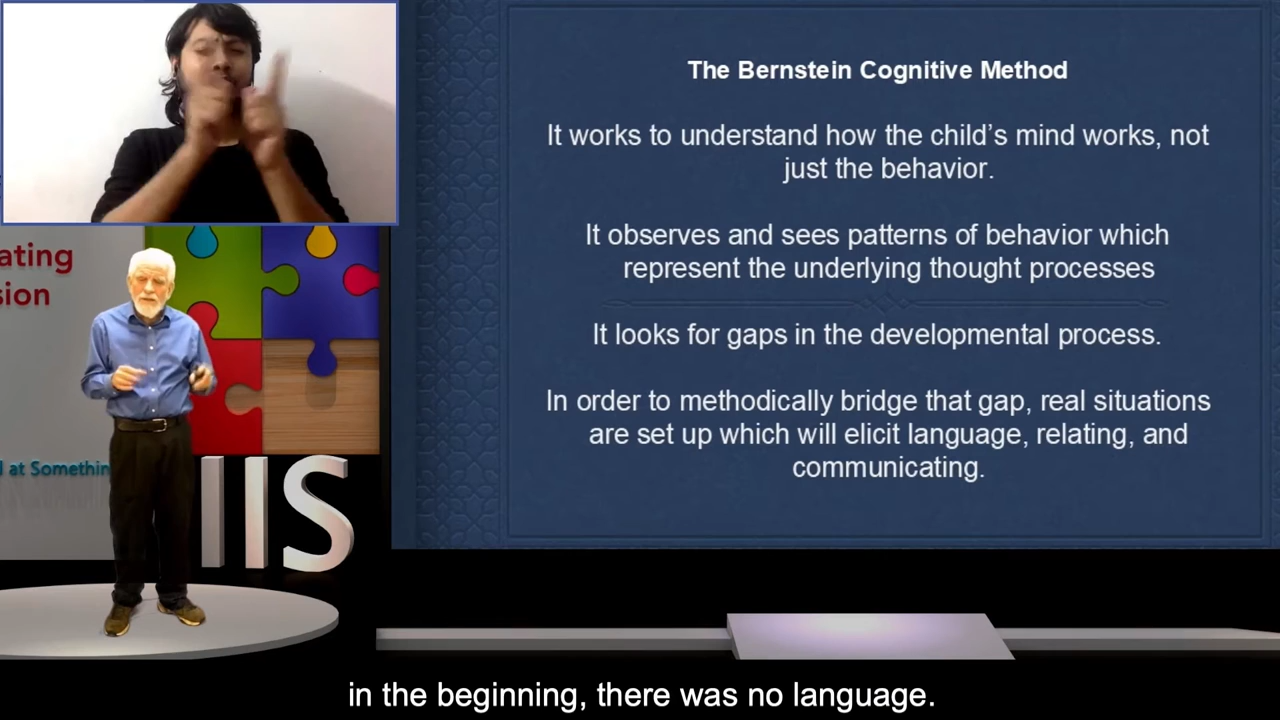 The Bernstein Cognitive Method
It works to understand how the child’s mind works, not
just the behavior.
It observes and sees patterns of behavior which
represent the underlying thought processes
It looks for gaps in the developmental process.
In order to methodically bridge that gap, real situations
are set up which will elicit language, relating, and
communicating.
ating
sion
at Somethin
IIS
in the beginning, there was no language.